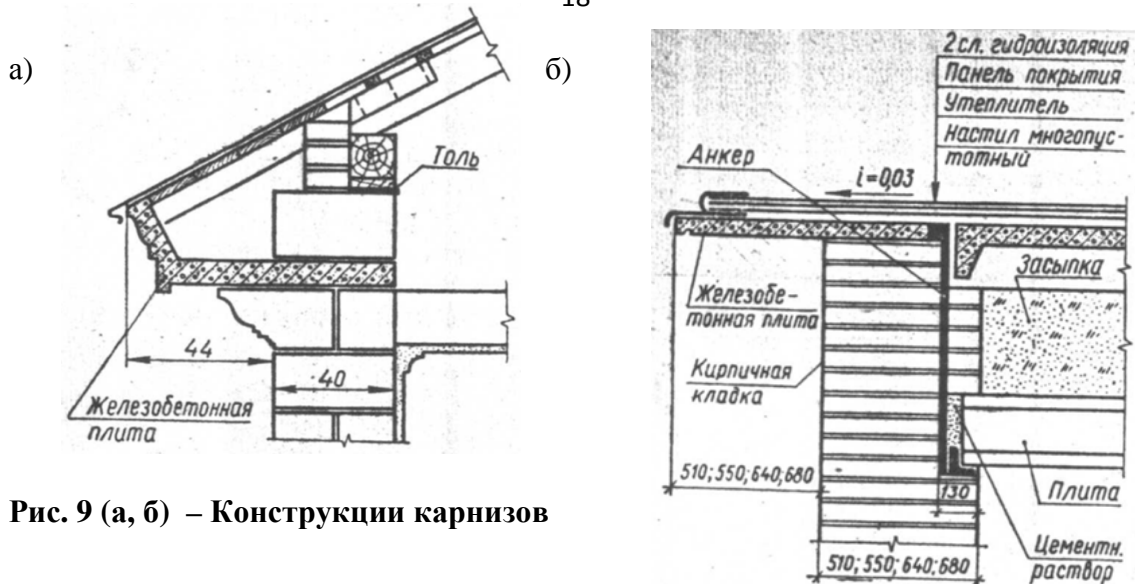 18
а)
Толь
44
40
Железобетонная
плита
б)
2 сл. гидроизоляция
Панель покрытия
Утеплитель
Настил многопус-
тотный
Анкер
i=0,03
Засыпка
Железобе-
тонная плита
Кирпичная
кладка
510; 550; 640; 680
130
Плита
510; 550; 640; 680
Цементн.
раствор
Рис. 9 (а, б) – Конструкции карнизов